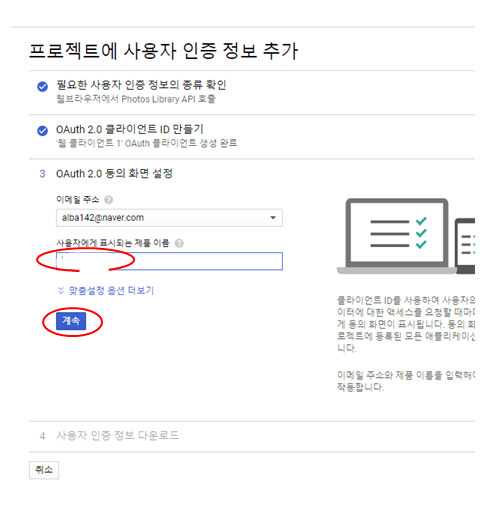 프로젝트에 사용자 인증 정보 추가
필요한 사용자 인증 정보의 종류 확인
웹브라우저에서 Photos Library API 호출
OAuth 2.0 클라이언트 ID 만들기
'웹 클라이언트 1' OAuth 클라이언트 생성 완료
3 OAuth 2.0 동의 화면 설정
이메일 주소
alba142@naver.com
사용자에게 표시되는 제품 이름
맞춤설정 옵션 더보기
계속
클라이언트 ID를 사용하여 사용자의
이터에 대한 액세스를 요청할 때마다
게 동의 화면이 표시됩니다. 동의 화
로젝트에 등록된 모든 애플리케이션
니다.
이메일 주소와 제품 이름을 입력해야
작동합니다.
4 사용자 인증 정보 다운로드
취소